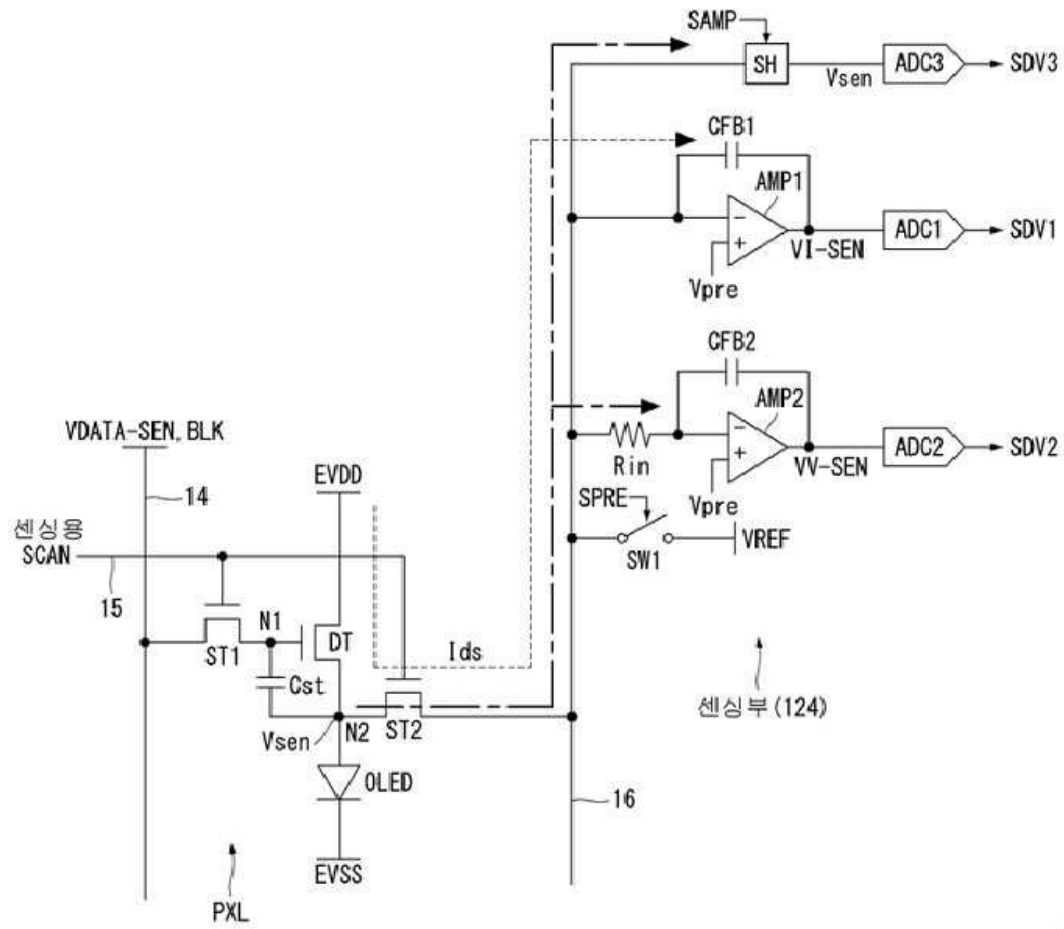 SAMP
SH
Vsen
ADC3
SDV3
CFB1
AMP1
ADC1
SDV1
VI-SEN
Vpre
CFB2
AMP2
VDATA-SEN,BLK
Rin
VV-SEN
ADC2
SDV2
EVDD
Vpre
14
SPRE
센싱용
SCAN
SW1
VREF
15
N1
DT
Ids
ST1
Cst
센싱부(124)
Vsen
N2
ST2
OLED
16
EVSS
PXL